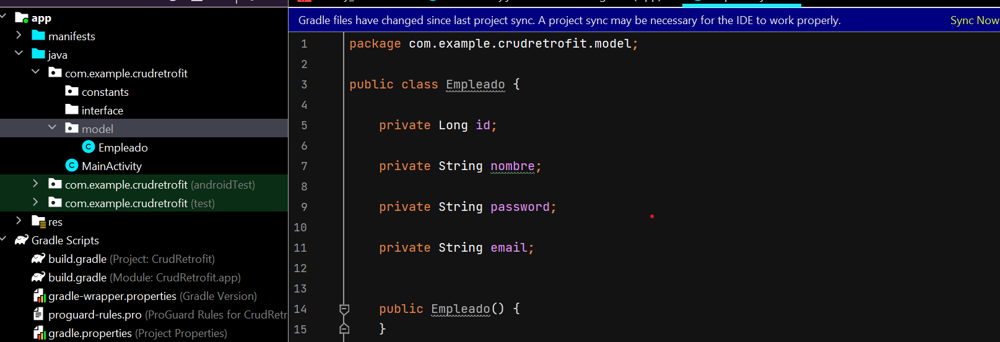 app
manifests
java
com.example.crudretrofit
constants
interface
model
Empleado
MainActivity
com.example.crudretrofit (androidTest)
com.example.crudretrofit (test)
res
Gradle Scripts
build.gradle (Project: CrudRetrofit)
build.gradle (Module: CrudRetrofit.app)
gradle-wrapper.properties (Gradle Version)
proguard-rules.pro (ProGuard Rules for CrudRetr
gradle.properties (Project Properties)
Gradle files have changed since last project sync. A project sync may be necessary for the IDE to work properly. Sync Now
1 package com.example.crudretrofit.model;
2
3 public class Empleado {
4
5 private Long id;
6
7 private String nombre;
8
9 private String password;
10
11 private String email;
12
13
14 public Empleado() {
15 }